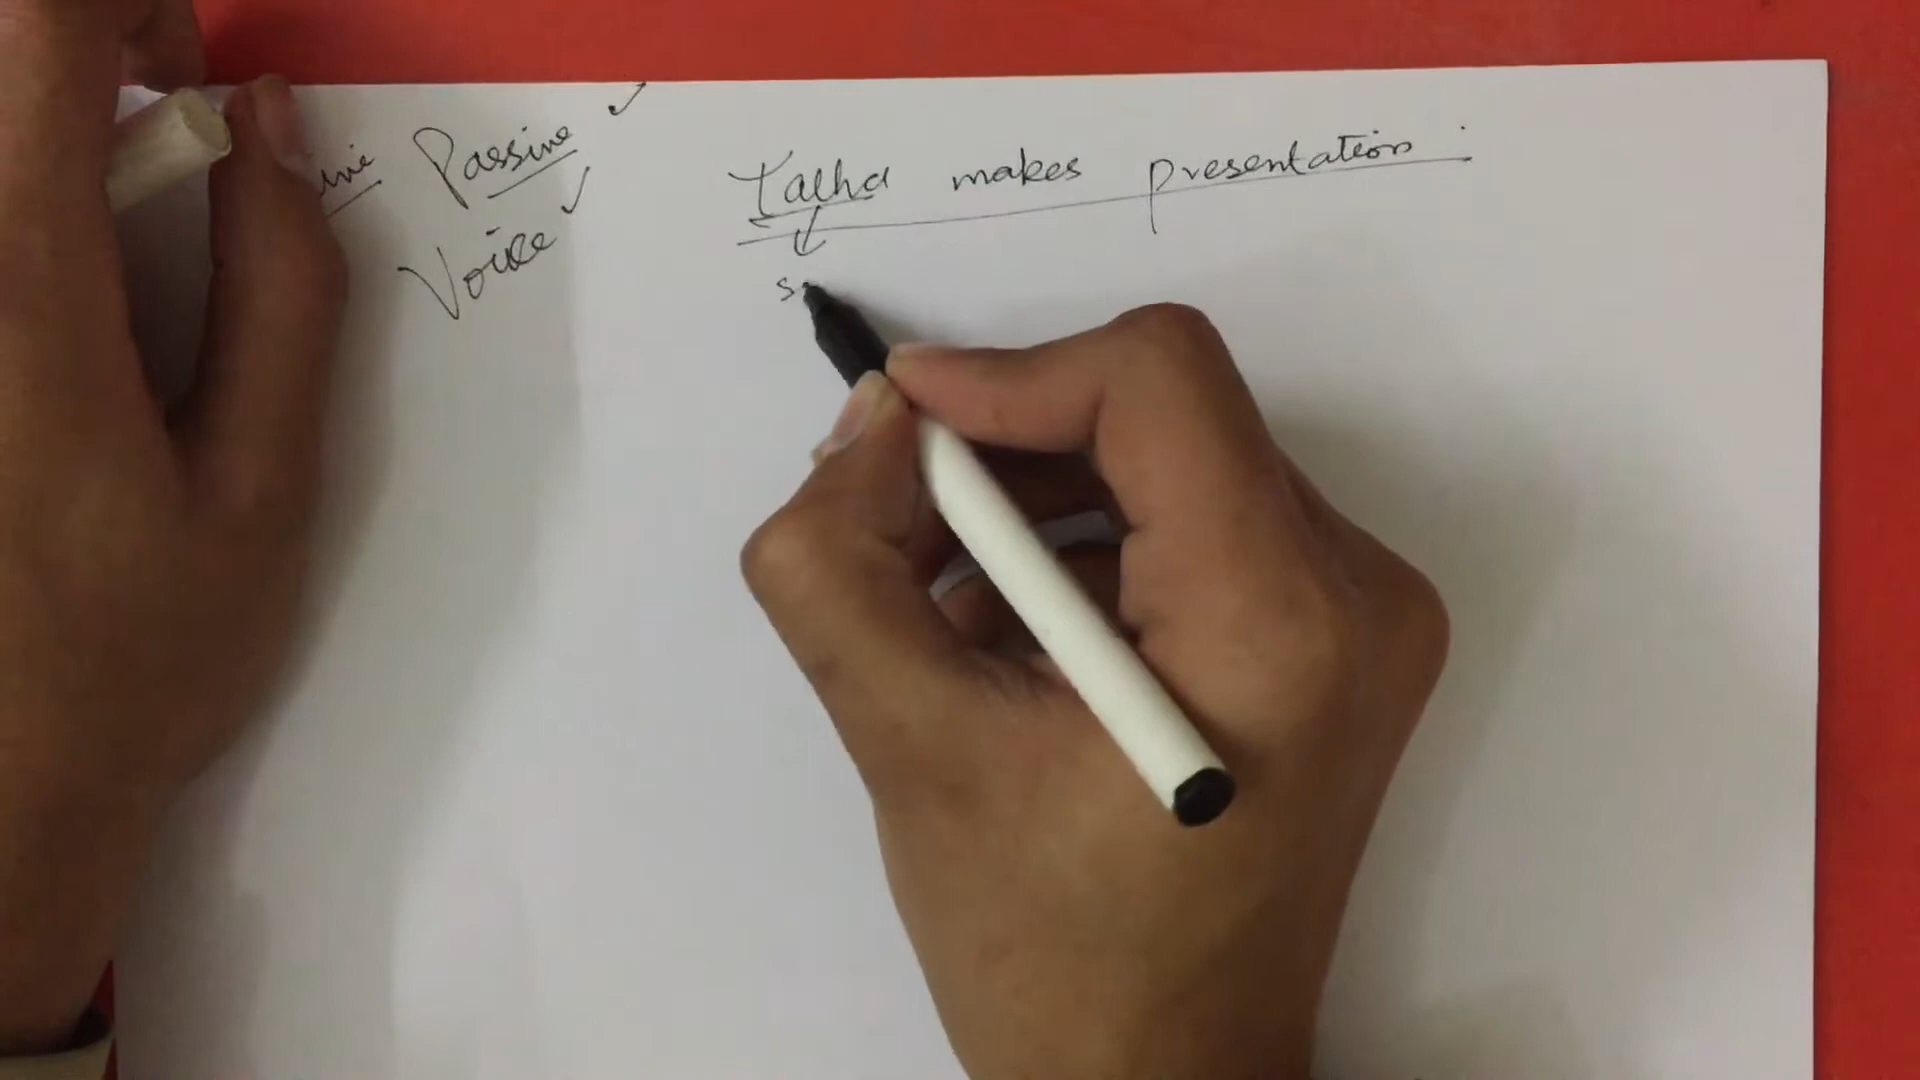 Passive
Voice
Talha makes presentation.
s